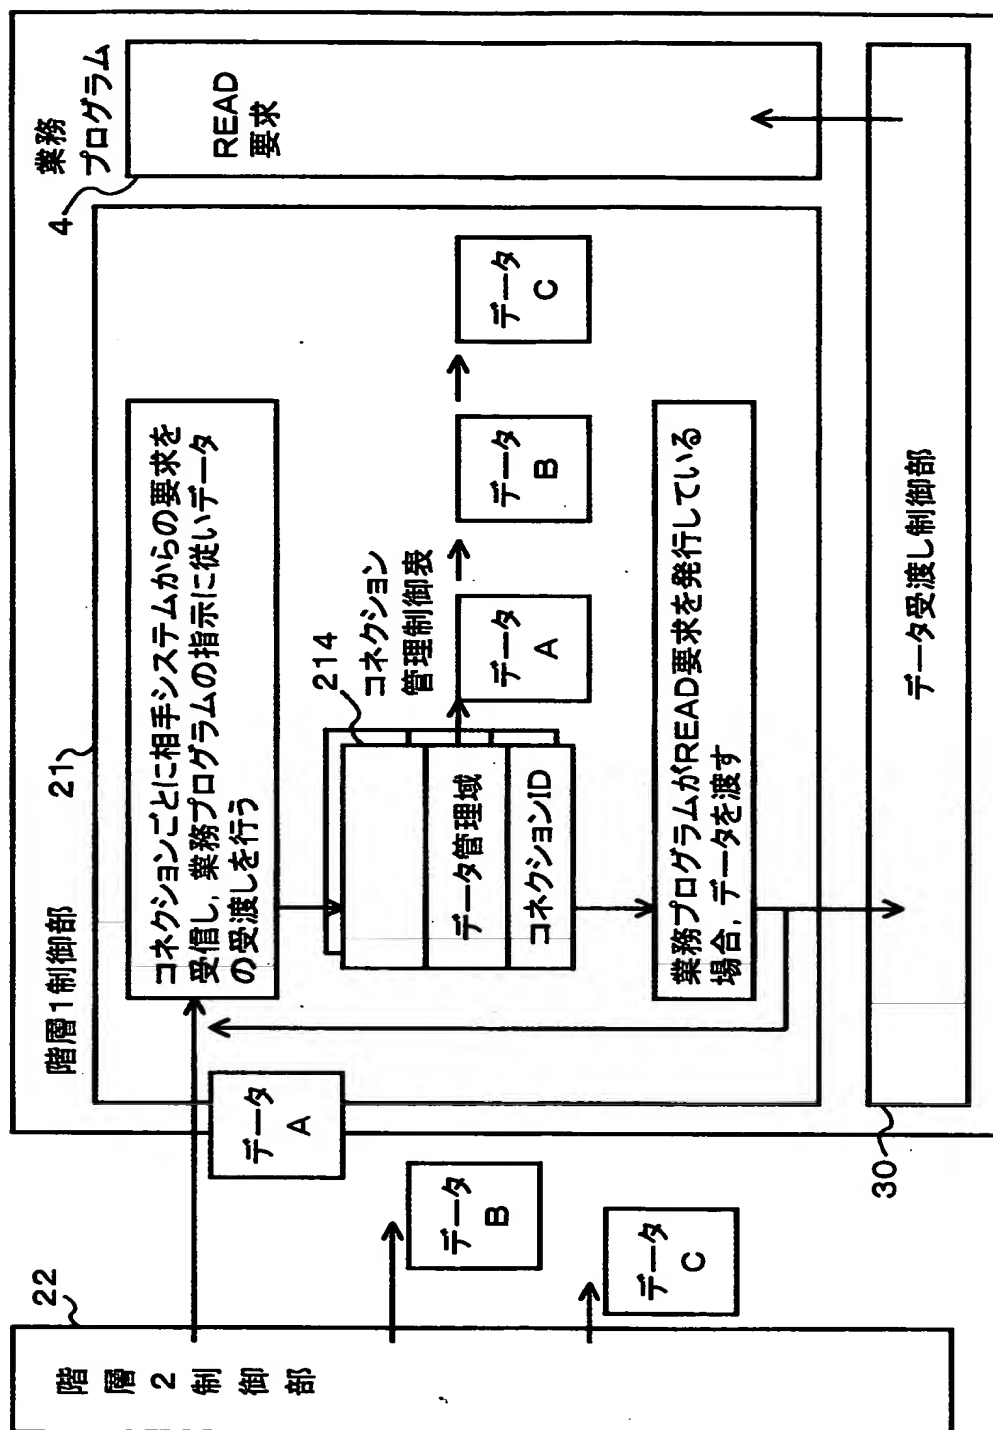 22
階層2制御部
データ
A
データ
B
データ
C
階層1制御部
21
コネクションごとに相手システムからの要求を
受信し,業務プログラムの指示に従いデータ
の受渡しを行う
214
コネクション
管理制御表
データ管理域
コネクションID
データ
A
データ
B
データ
C
業務プログラムがREAD要求を発行している
場合,データを渡す
4
業務
プログラム
READ
要求
30
データ受渡し制御部